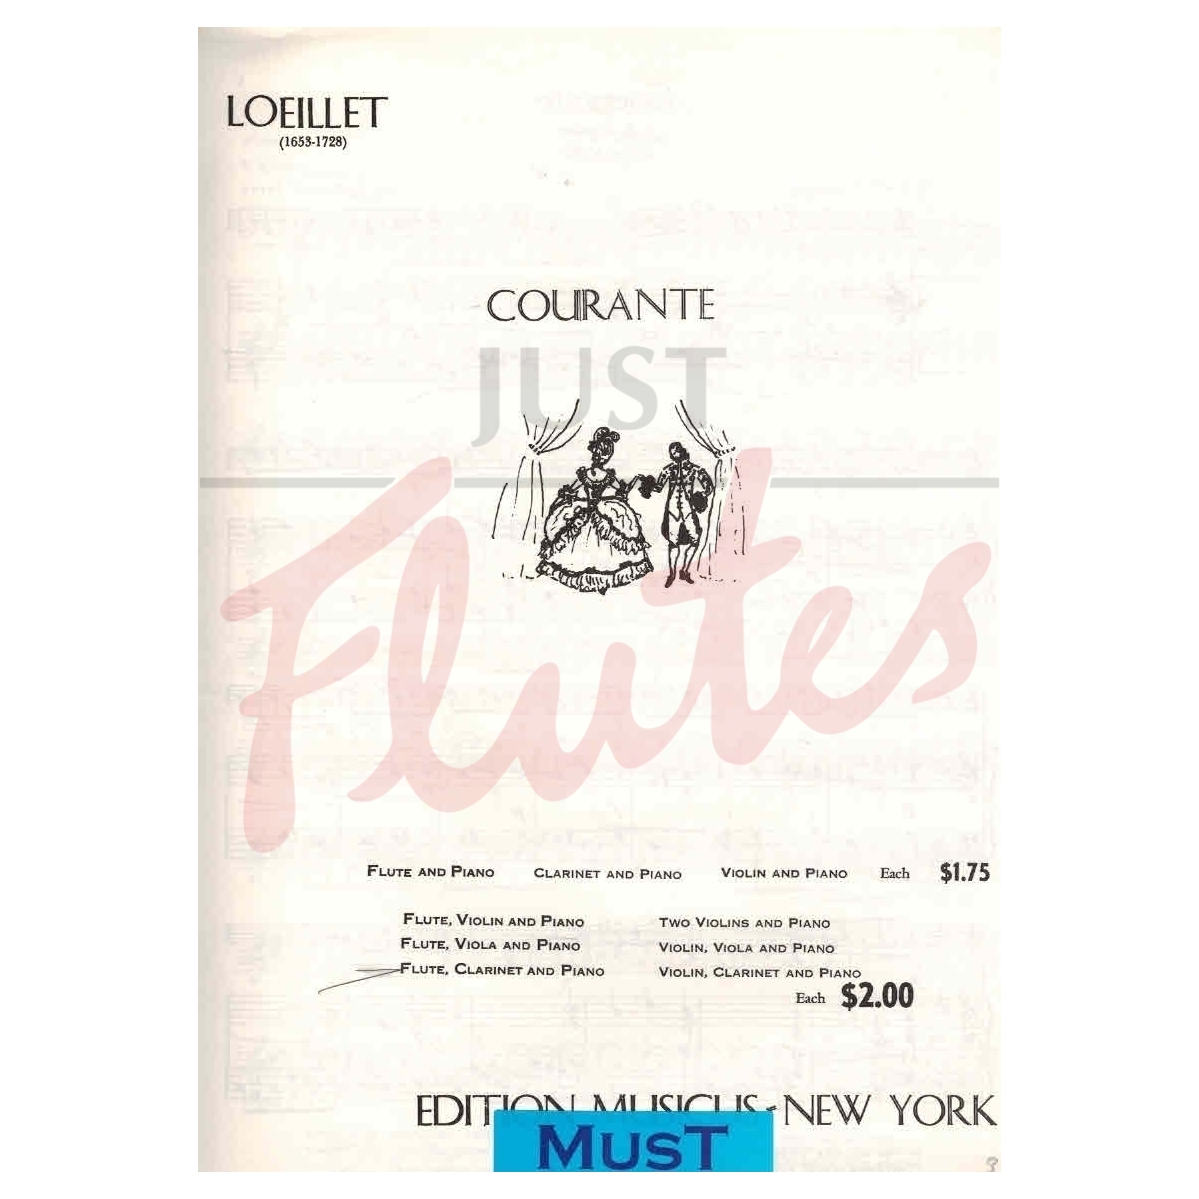 LOEILLET
(1653-1728)
COURANTE
JUST
Flutes
FLUTE AND PIANO CLARINET AND PIANO VIOLIN AND PIANO Each $1.75
FLUTE, VIOLIN AND PIANO TWO VIOLINS AND PIANO
FLUTE, VIOLA AND PIANO VIOLIN, VIOLA AND PIANO
FLUTE, CLARINET AND PIANO VIOLIN, CLARINET AND PIANO
Each $2.00
EDITION MUSICUS-NEW YORK
MUST